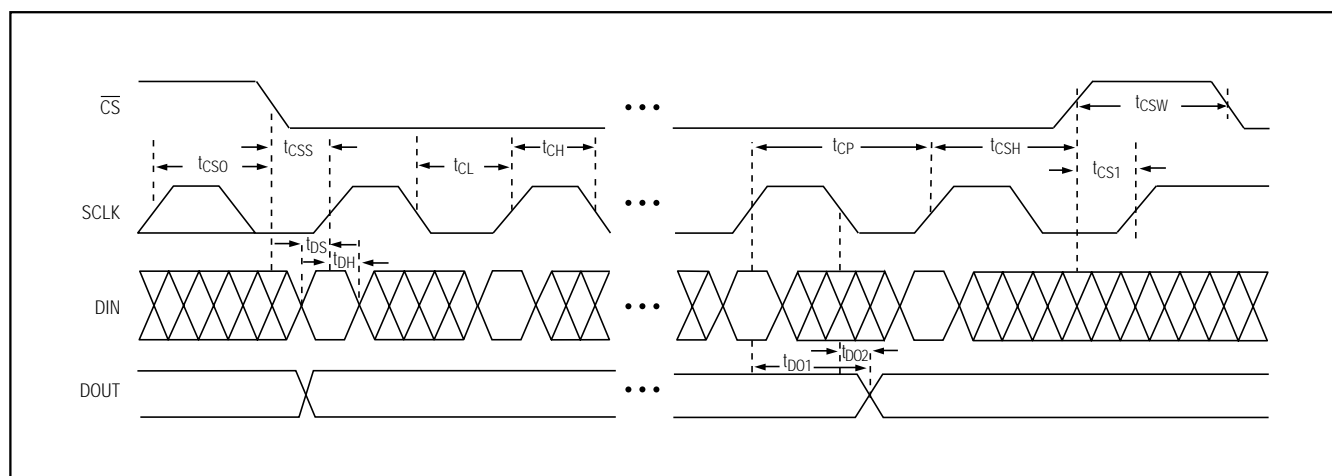 CS
tCSW
tCSS
tCSO
tCL
tCH
tCP
tCSH
tCS1
SCLK
tDS
tDH
DIN
tDO2
tDO1
DOUT